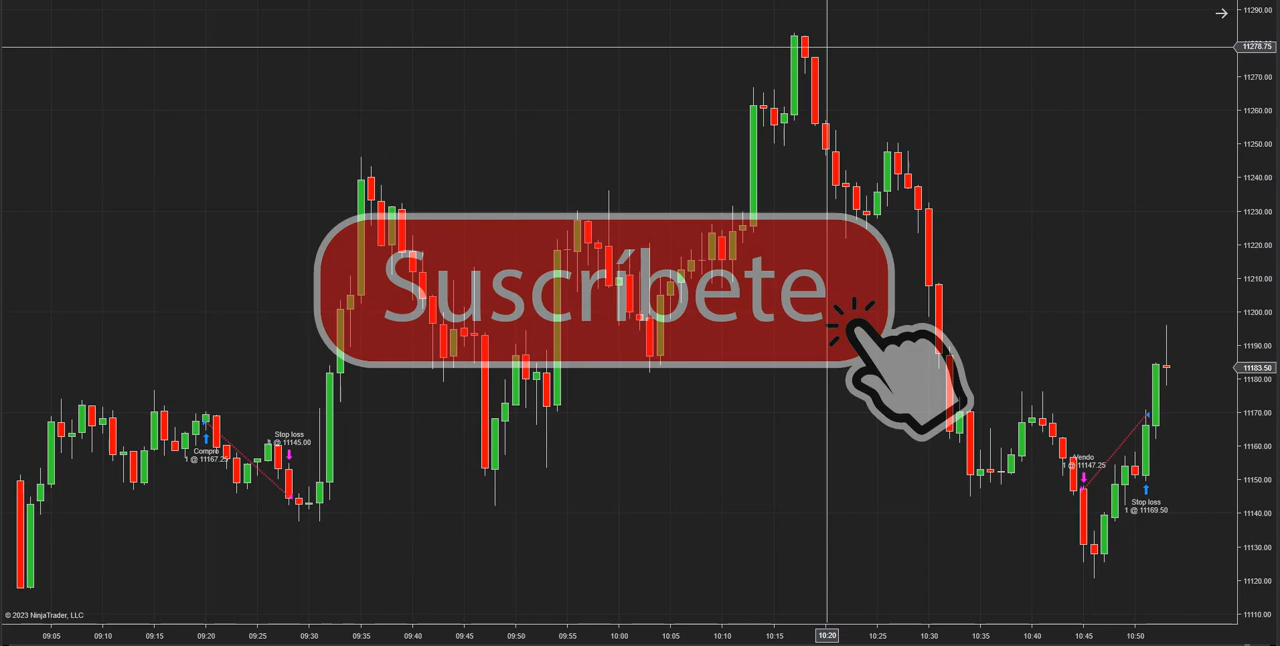 11290.00
11278.75
11270.00
11260.00
11250.00
11240.00
11230.00
11220.00
11210.00
11200.00
11190.00
11183.50
11180.00
11170.00
11160.00
11150.00
11140.00
11130.00
11120.00
11110.00
Suscríbete
Compro
1 @ 11167.25
Stop loss
1 @ 11145.00
Vendo
1 @ 11147.25
Stop loss
1 @ 11169.50
© 2023 NinjaTrader, LLC
09:05 09:10 09:15 09:20 09:25 09:30 09:35 09:40 09:45 09:50 09:55 10:00 10:05 10:10 10:15 10:20 10:25 10:30 10:35 10:40 10:45 10:50